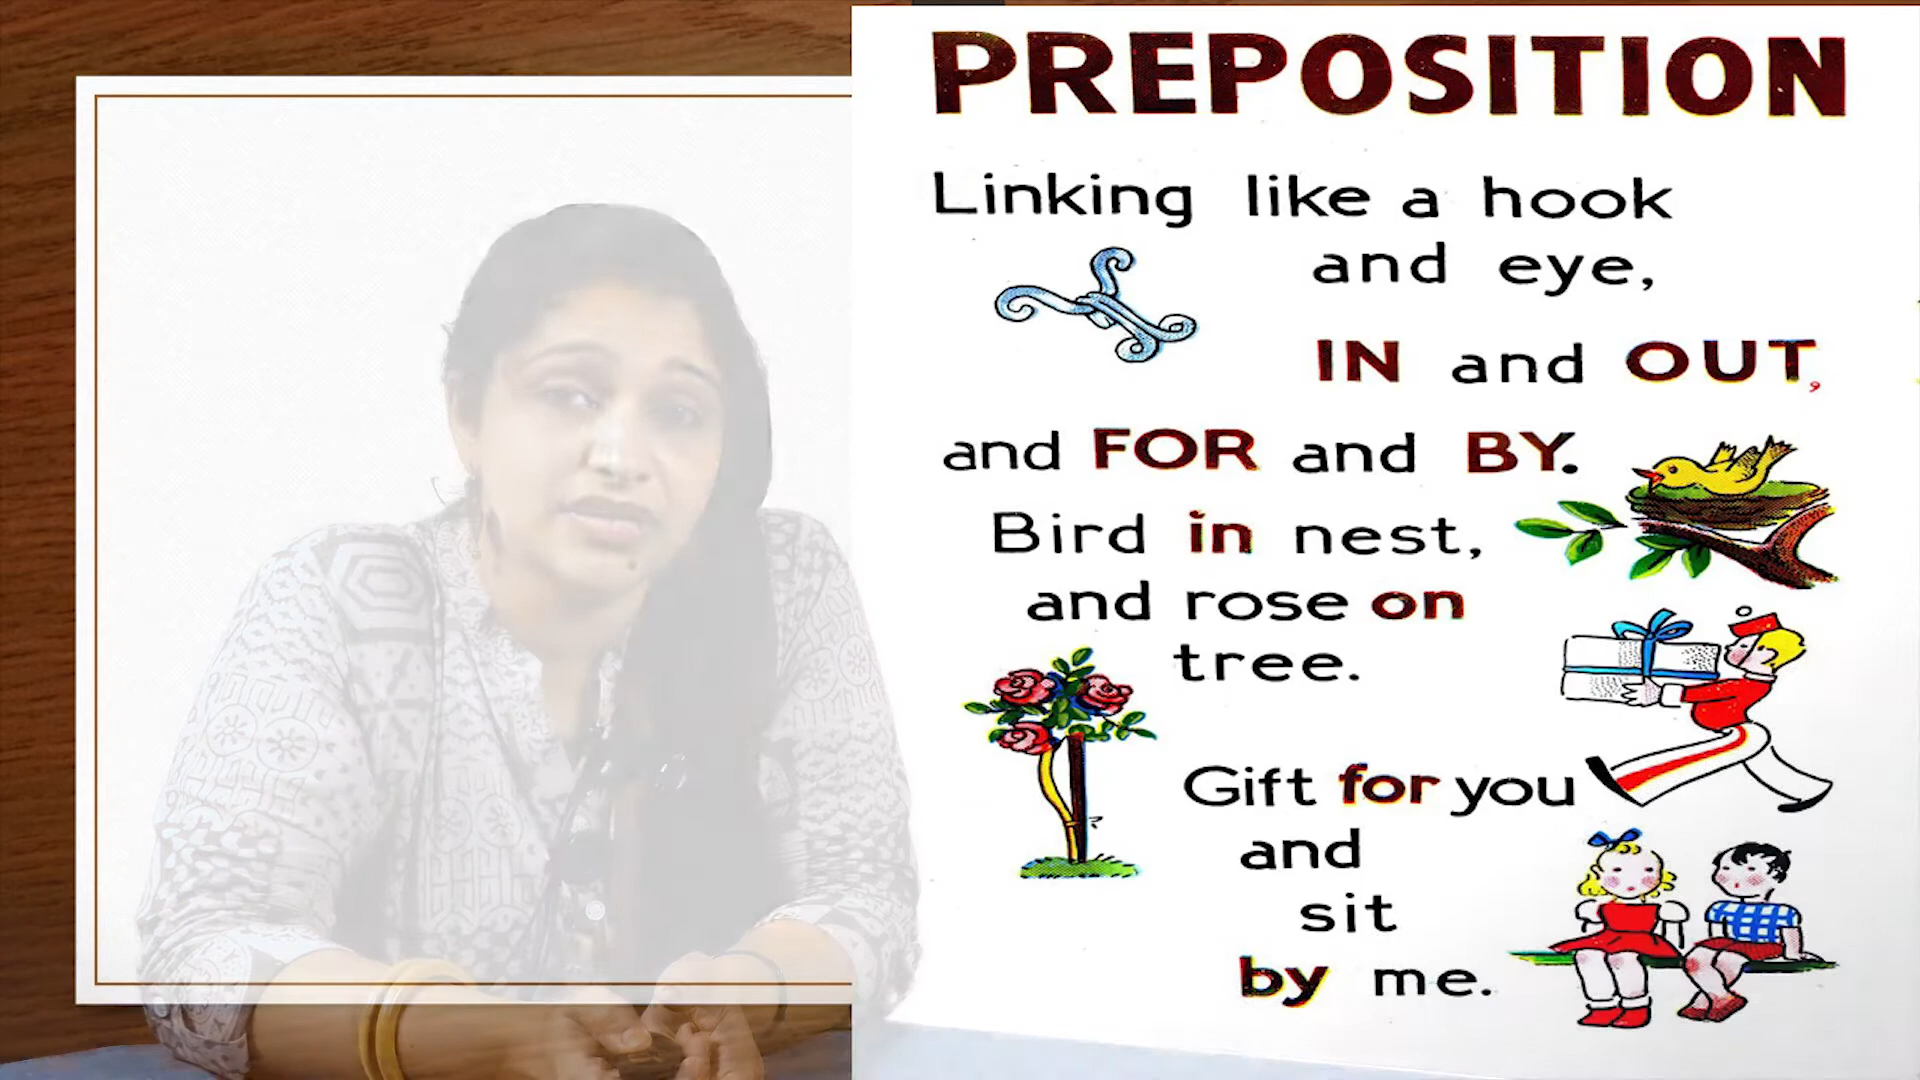 PREPOSITION
Linking like a hook
and eye,
IN and OUT,
and FOR and BY.
Bird in nest,
and rose on
tree.
Gift for you
and
sit
by me.